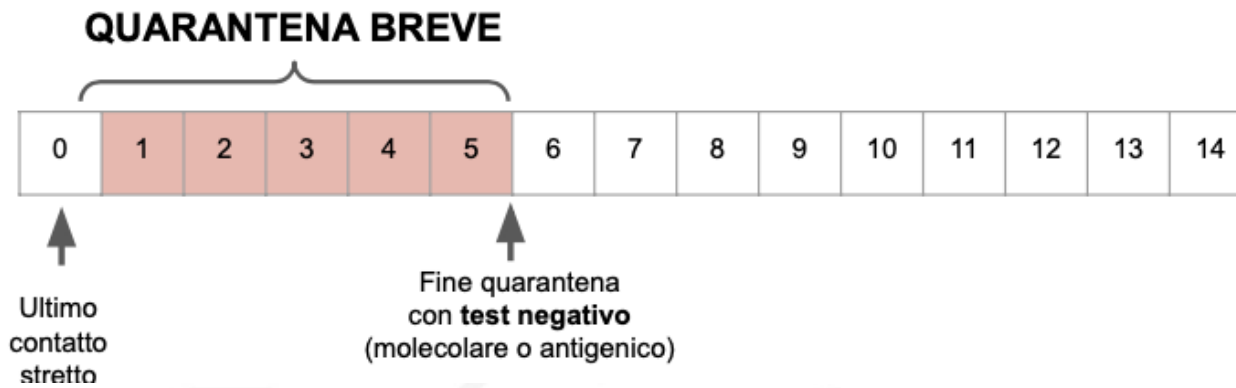 QUARANTENA BREVE
0 1 2 3 4 5 6 7 8 9 10 11 12 13 14
Ultimo
contatto
stretto
Fine quarantena
con test negativo
(molecolare o antigenico)